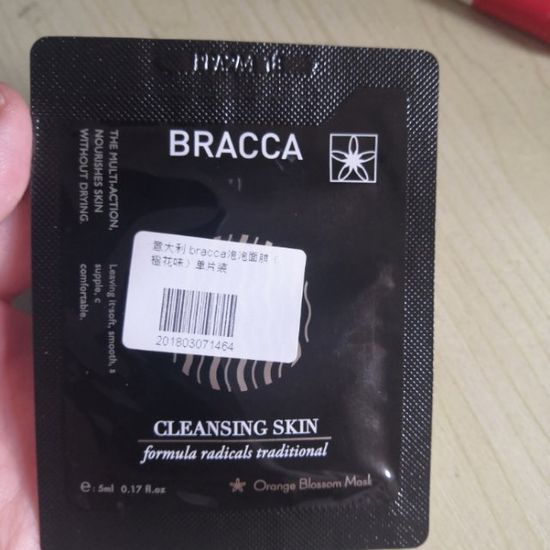 BRACCA
THE MULTI-ACTION,
NOURISHES SKIN
WITHOUT DRYING.
Leaving it soft, smooth, s
supple, c
comfortable.
意大利 bracca泡泡面膜（
橙花味）单片装
201803071464
CLEANSING SKIN
formula radicals traditional
e: 5ml 0.17 fl.oz
Orange Blossom Mask